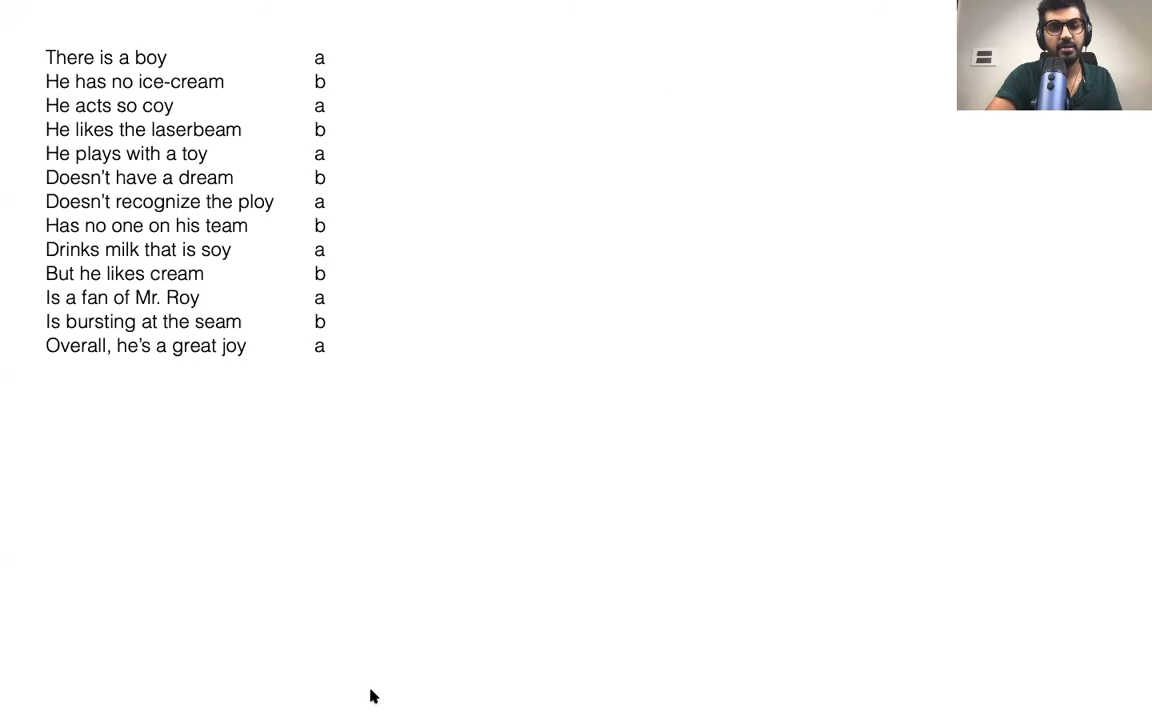 There is a boy a
He has no ice-cream b
He acts so coy a
He likes the laserbeam b
He plays with a toy a
Doesn't have a dream b
Doesn't recognize the ploy a
Has no one on his team b
Drinks milk that is soy a
But he likes cream b
Is a fan of Mr. Roy a
Is bursting at the seam b
Overall, he's a great joy a